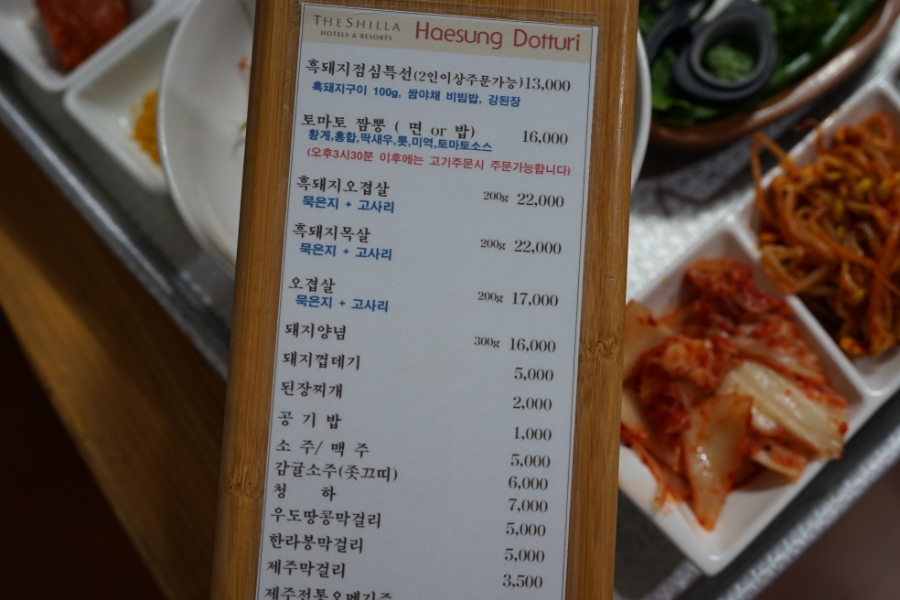 THE SHILLA
HOTELS & RESORTS
Haesung Dotturi
흑돼지점심특선(2인이상주문가능)13,000
흑돼지구이 100g, 쌈야채 비빔밥, 강된장
토마토 짬뽕 ( 면 or 밥) 16,000
황게,홍합,딱새우,톳,미역,토마토소스
(오후3시30분 이후에는 고기주문시 주문가능합니다)
흑돼지오겹살 200g 22,000
묵은지 + 고사리
흑돼지목살 200g 22,000
묵은지 + 고사리
오겹살 200g 17,000
묵은지 + 고사리
돼지양념 300g 16,000
돼지껍데기 5,000
된장찌개 2,000
공 기 밥 1,000
소 주/ 맥 주 5,000
감귤소주(좃끄띠) 6,000
청 하 7,000
우도땅콩막걸리 5,000
한라봉막걸리 5,000
제주막걸리 3,500
제주전통오메기주